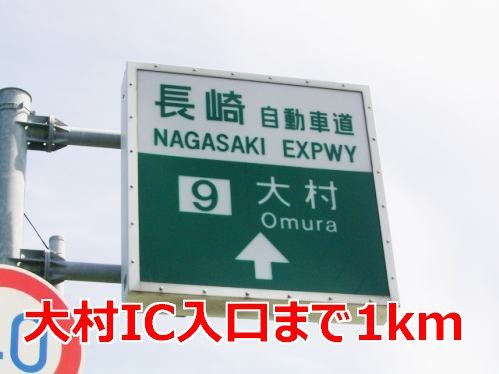 長崎 自動車道
NAGASAKI EXPWY
9 大村
Omura
大村IC入口まで1km
40